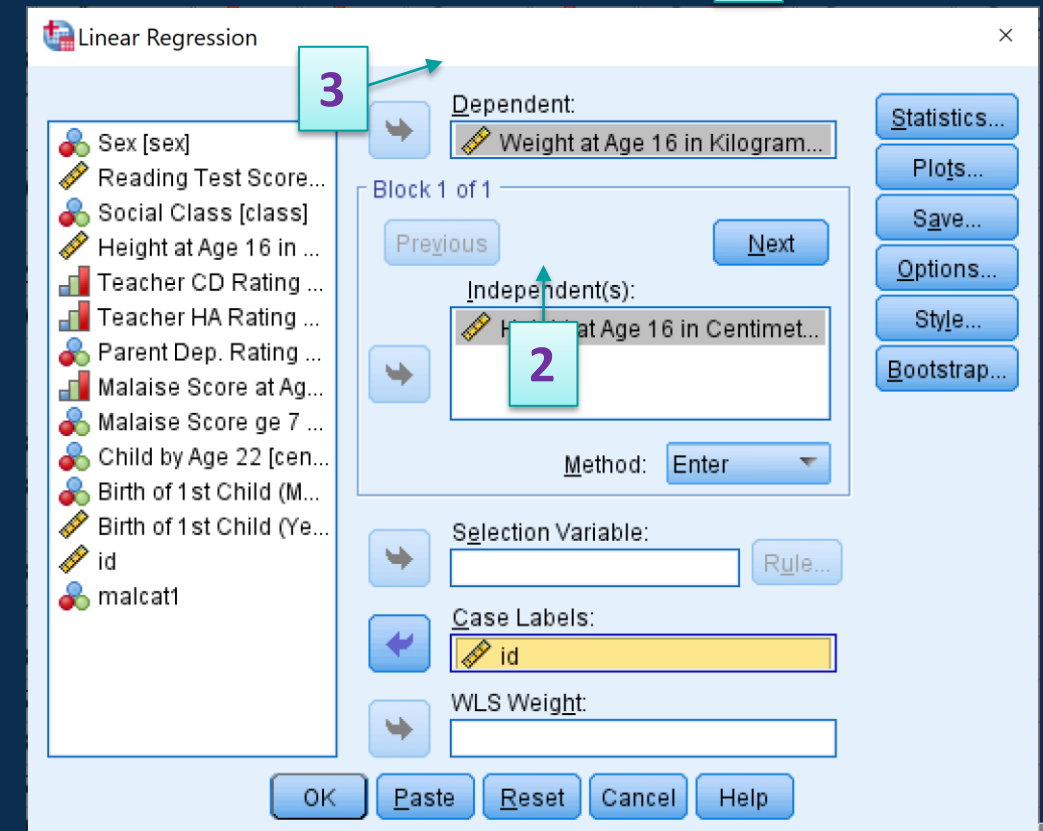 Linear Regression
3
Dependent:
Weight at Age 16 in Kilogram...
Statistics...
Plots...
Save...
Options...
Style...
Bootstrap...
Sex [sex]
Reading Test Score...
Social Class [class]
Height at Age 16 in ...
Teacher CD Rating ...
Teacher HA Rating ...
Parent Dep. Rating ...
Malaise Score at Ag...
Malaise Score ge 7 ...
Child by Age 22 [cen...
Birth of 1st Child (M...
Birth of 1st Child (Ye...
id
malcat1
Block 1 of 1
Previous
Next
Independent(s):
at Age 16 in Centimet...
2
Method: Enter
Selection Variable:
Rule...
Case Labels:
id
WLS Weight:
OK Paste Reset Cancel Help